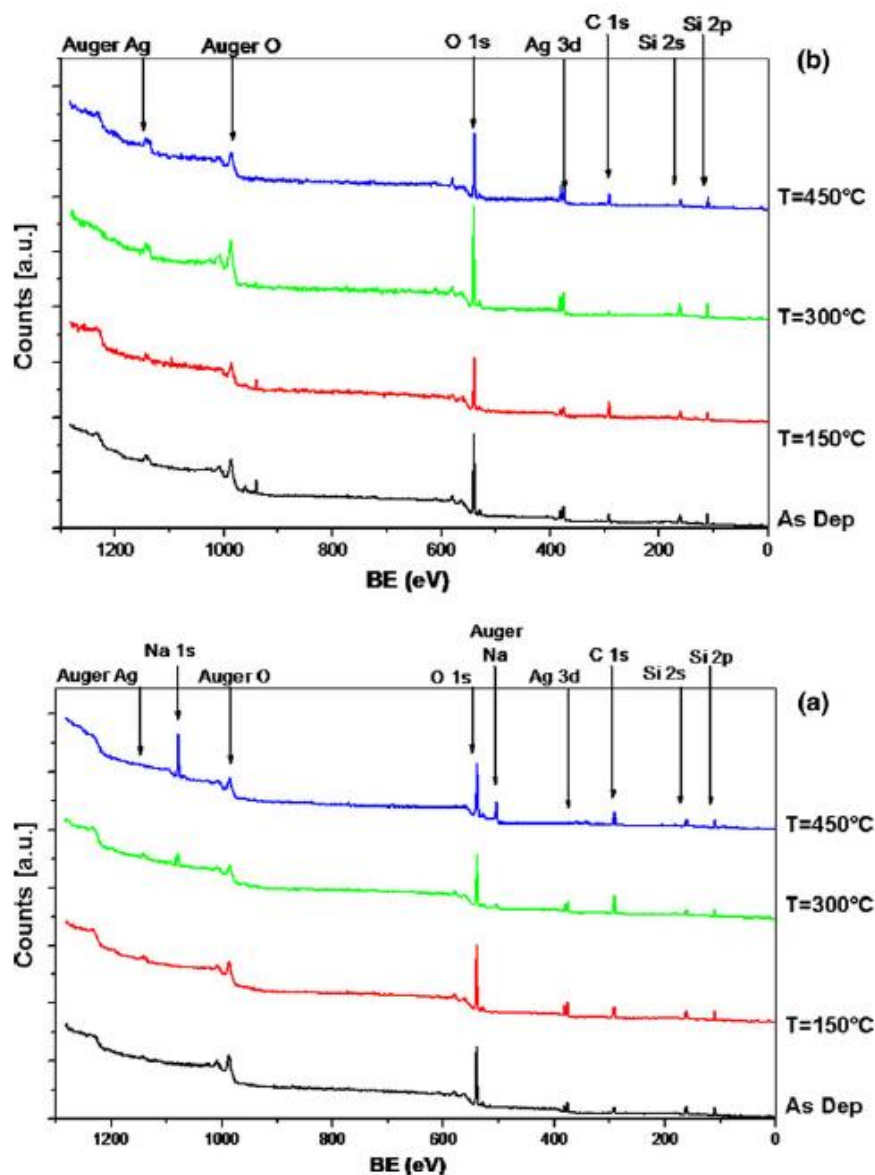 C 1s Si 2p
Auger Ag Auger O O 1s Ag 3d Si 2s (b)
Counts [a.u.]
T=450°C
T=300°C
T=150°C
As Dep
1200 1000 800 600 400 200 0
BE (eV)
Auger
Na 1s Na C 1s Si 2p
Auger Ag Auger O O 1s Ag 3d Si 2s (a)
Counts [a.u.]
T=450°C
T=300°C
T=150°C
As Dep
1200 1000 800 600 400 200 0
BE (eV)